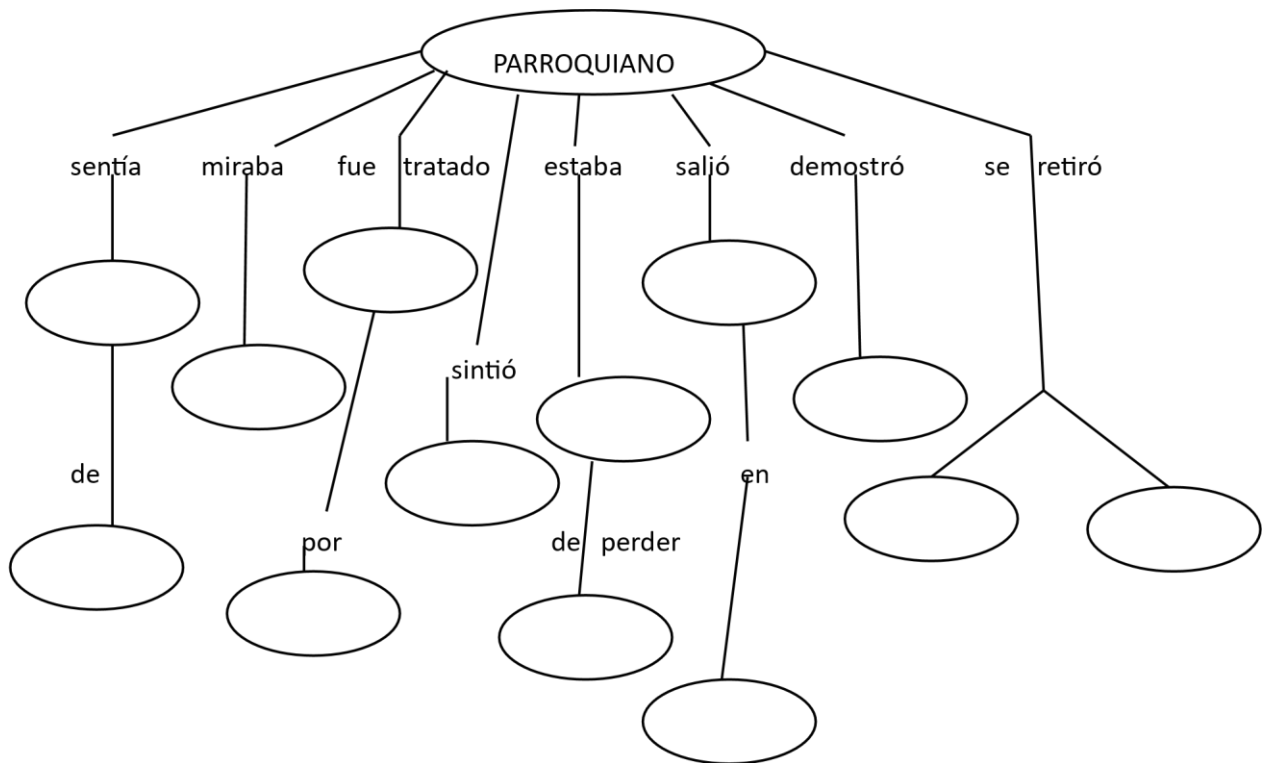 PARROQUIANO
sentía miraba fue tratado estaba salió demostró se retiró
sintió
de en
por de perder